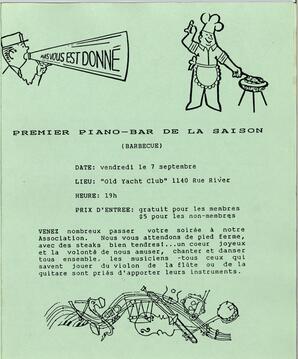 AVIS VOUS EST DONNÉ
PREMIER PIANO-BAR DE LA SAISON
(BARBECUE)
DATE: vendredi le 7 septembre
LIEU: "Old Yacht Club" 1140 Rue River
HEURE: 19h
PRIX D'ENTREE: gratuit pour les membres
$5 pour les non-membres
VENEZ nombreux passer votre soirée à notre
Association. Nous vous attendons de pied ferme,
avec des steaks bien tendres!...un coeur joyeux
et la volonté de nous amuser, chanter et danser
tous ensemble. les musiciens -tous ceux qui
savent jouer du violon de la flûte ou de la
guitare sont priés d'apporter leurs instruments.